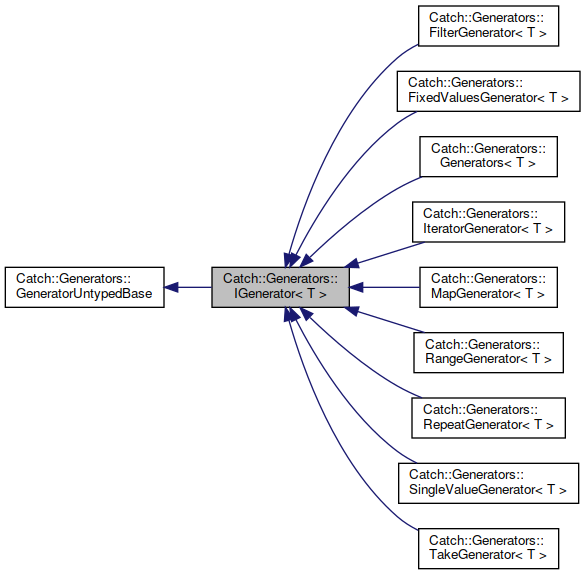 Catch::Generators::
FilterGenerator< T >
Catch::Generators::
FixedValuesGenerator< T >
Catch::Generators::
Generators< T >
Catch::Generators::
IteratorGenerator< T >
Catch::Generators::
GeneratorUntypedBase
Catch::Generators::
IGenerator< T >
Catch::Generators::
MapGenerator< T >
Catch::Generators::
RangeGenerator< T >
Catch::Generators::
RepeatGenerator< T >
Catch::Generators::
SingleValueGenerator< T >
Catch::Generators::
TakeGenerator< T >